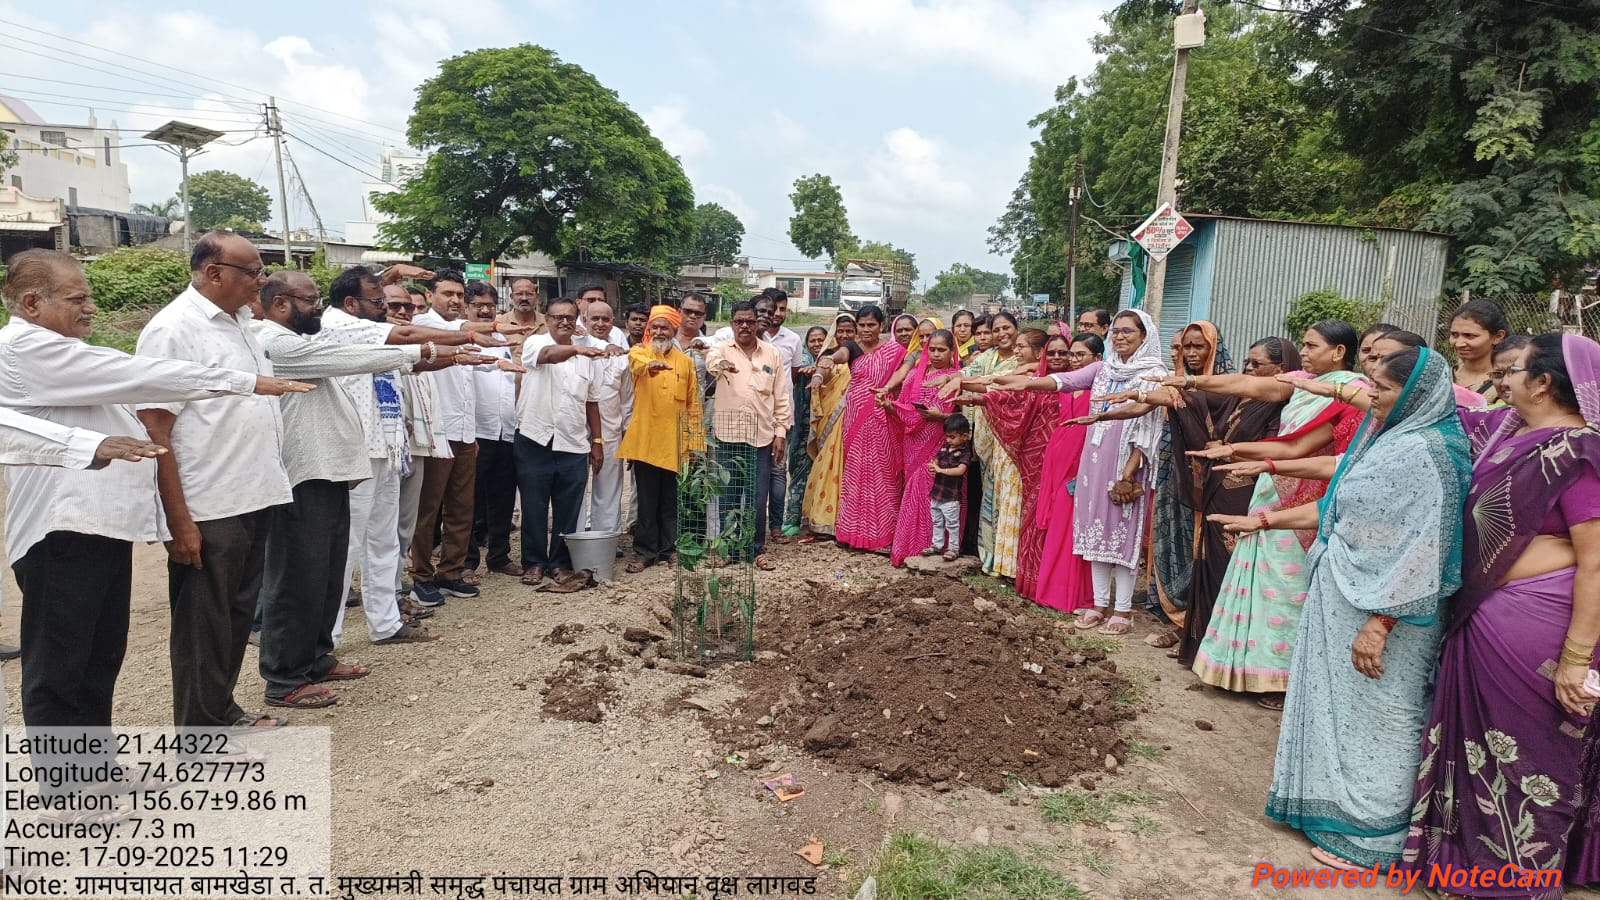 50% छुट
Latitude: 21.44322
Longitude: 74.627773
Elevation: 156.67±9.86 m
Accuracy: 7.3 m
Time: 17-09-2025 11:29
Note: ग्रामपंचायत बामखेडा त. त. मुख्यमंत्री समृद्ध पंचायत ग्राम अभियान वृक्ष लागवड
Powered by NoteCam